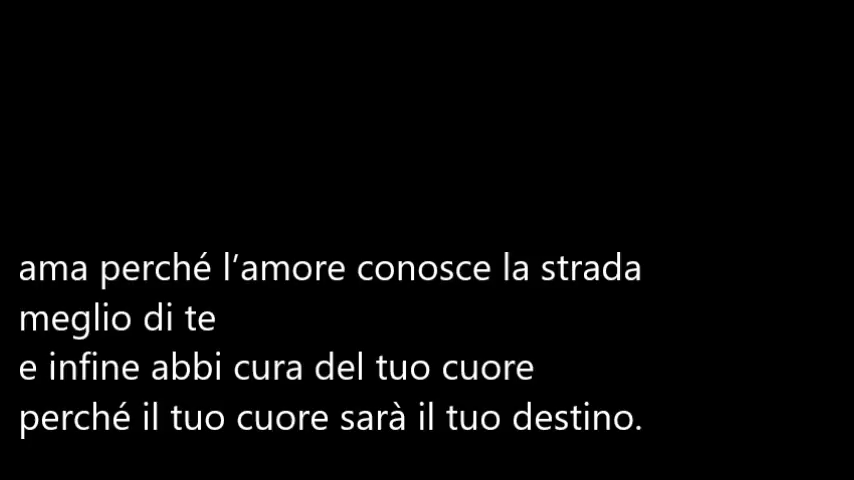 ama perché l’amore conosce la strada
meglio di te
e infine abbi cura del tuo cuore
perché il tuo cuore sarà il tuo destino.